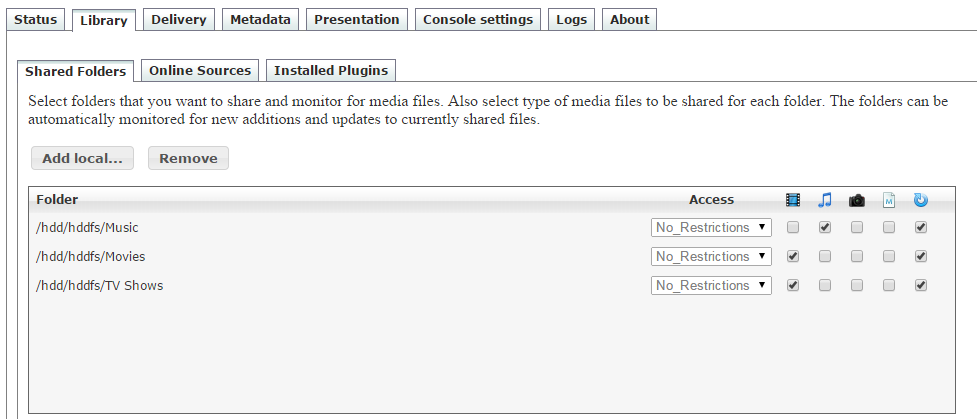 Status Library Delivery Metadata Presentation Console settings Logs About
Shared Folders Online Sources Installed Plugins
Select folders that you want to share and monitor for media files. Also select type of media files to be shared for each folder. The folders can be
automatically monitored for new additions and updates to currently shared files.
Add local... Remove
Folder Access M
/hdd/hddfs/Music No_Restrictions
/hdd/hddfs/Movies No_Restrictions
/hdd/hddfs/TV Shows No_Restrictions